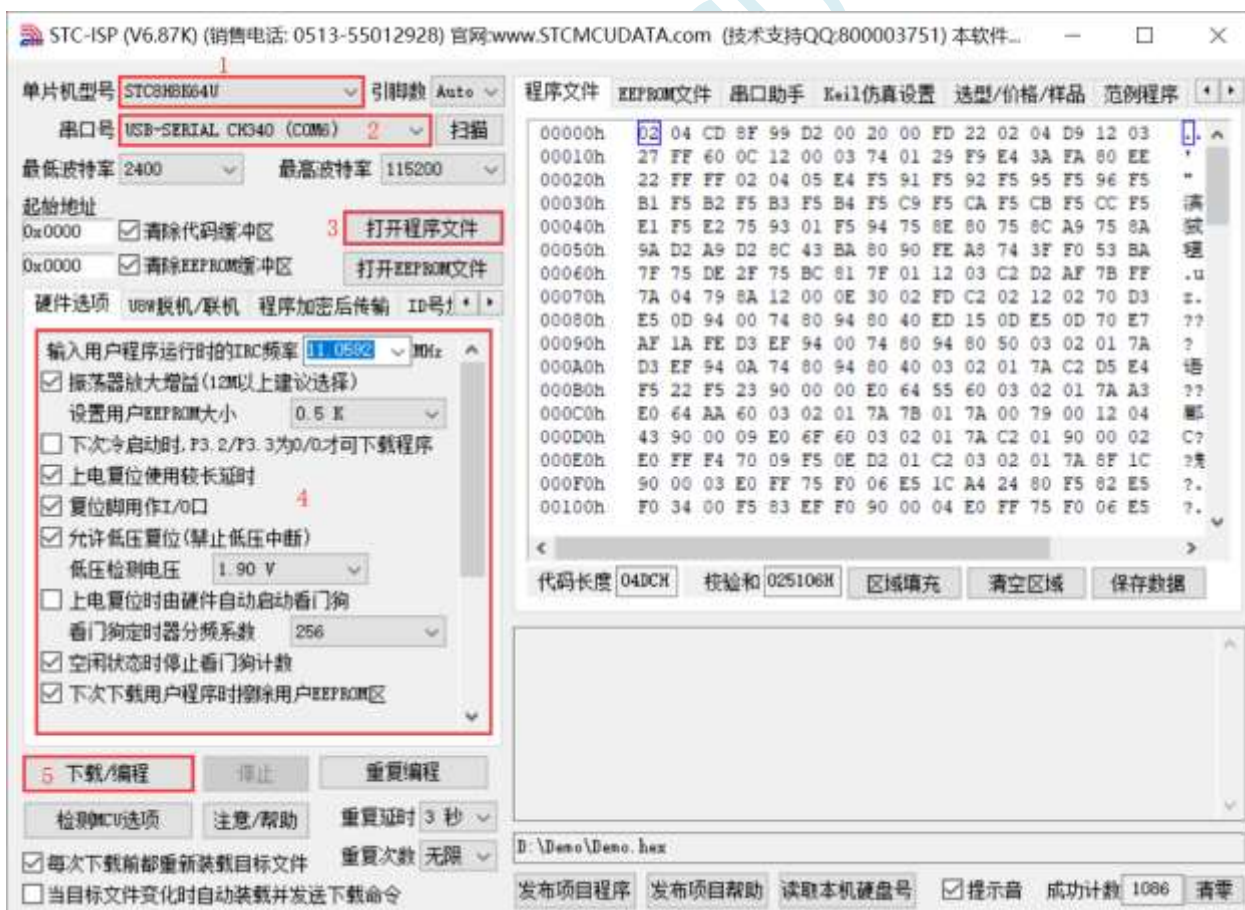 STC-ISP (V6.87K) (销售电话: 0513-55012928) 官网:www.STCMCUDATA.com (技术支持QQ:800003751) 本软件...
1
单片机型号 STC8H8K64U 引脚数 Auto
串口号 USB-SERIAL CH340 (COM6) 2 扫描
最低波特率 2400 最高波特率 115200
起始地址
0x0000 清除代码缓冲区 3 打开程序文件
0x0000 清除EEPROM缓冲区 打开EEPROM文件
硬件选项 U8W脱机/联机 程序加密后传输 ID号
输入用户程序运行时的IRC频率 11.0592 MHz
振荡器放大增益(12M以上建议选择)
设置用户EEPROM大小 0.5 K
下次冷启动时,P3.2/P3.3为0/0才可下载程序
上电复位使用较长延时
复位脚用作I/O口 4
允许低压复位(禁止低压中断)
低压检测电压 1.90 V
上电复位时由硬件自动启动看门狗
看门狗定时器分频系数 256
空闲状态时停止看门狗计数
下次下载用户程序时擦除用户EEPROM区
5 下载/编程 停止 重复编程
检测MCU选项 注意/帮助 重复延时 3 秒
每次下载前都重新装载目标文件 重复次数 无限
当目标文件变化时自动装载并发送下载命令
程序文件 EEPROM文件 串口助手 Keil仿真设置 选型/价格/样品 范例程序
00000h 02 04 CD 8F 99 D2 00 20 00 FD 22 02 04 D9 12 03 ..
00010h 27 FF 60 0C 12 00 03 74 01 29 F9 E4 3A FA 80 EE '
00020h 22 FF FF 02 04 05 E4 F5 91 F5 92 F5 95 F5 96 F5 "
00030h B1 F5 B2 F5 B3 F5 B4 F5 C9 F5 CA F5 CB F5 CC F5
00040h E1 F5 E2 75 93 01 F5 94 75 8E 80 75 8C A9 75 8A
00050h 9A D2 A9 D2 8C 43 BA 80 90 FE A8 74 3F F0 53 BA
00060h 7F 75 DE 2F 75 BC 81 7F 01 12 03 C2 D2 AF 7B FF .u
00070h 7A 04 79 8A 12 00 0E 30 02 FD C2 02 12 02 70 D3 z.
00080h E5 0D 94 00 74 80 94 80 40 ED 15 0D E5 0D 70 E7 ??
00090h AF 1A FE D3 EF 94 00 74 80 94 80 50 03 02 01 7A ?
000A0h D3 EF 94 0A 74 80 94 80 40 03 02 01 7A C2 D5 E4 语
000B0h F5 22 F5 23 90 00 00 E0 64 55 60 03 02 01 7A A3 ??
000C0h E0 64 AA 60 03 02 01 7A 7B 01 7A 00 79 00 12 04
000D0h 43 90 00 09 E0 6F 60 03 02 01 7A C2 01 90 00 02 C?
000E0h E0 FF F4 70 09 F5 0E D2 01 C2 03 02 01 7A 8F 1C
000F0h 90 00 03 E0 FF 75 F0 06 E5 1C A4 24 80 F5 82 E5 ?.
00100h F0 34 00 F5 83 EF F0 90 00 04 E0 FF 75 F0 06 E5 ?.
代码长度 04DCH 校验和 025106H 区域填充 清空区域 保存数据
D:\Demo\Demo.hex
发布项目程序 发布项目帮助 读取本机硬盘号 提示音 成功计数 1086 清零